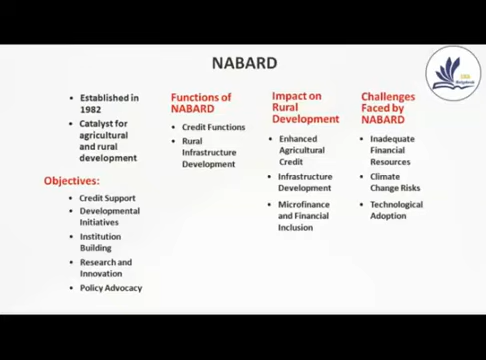 NABARD
Established in
1982
Catalyst for
agricultural
and rural
development
Objectives:
Credit Support
Developmental
Initiatives
Institution
Building
Research and
Innovation
Policy Advocacy
Functions of
NABARD
Credit Functions
Rural
Infrastructure
Development
Impact on
Rural
Development
Enhanced
Agricultural
Credit
Infrastructure
Development
Microfinance
and Financial
Inclusion
Challenges
Faced by
NABARD
Inadequate
Financial
Resources
Climate
Change Risks
Technological
Adoption